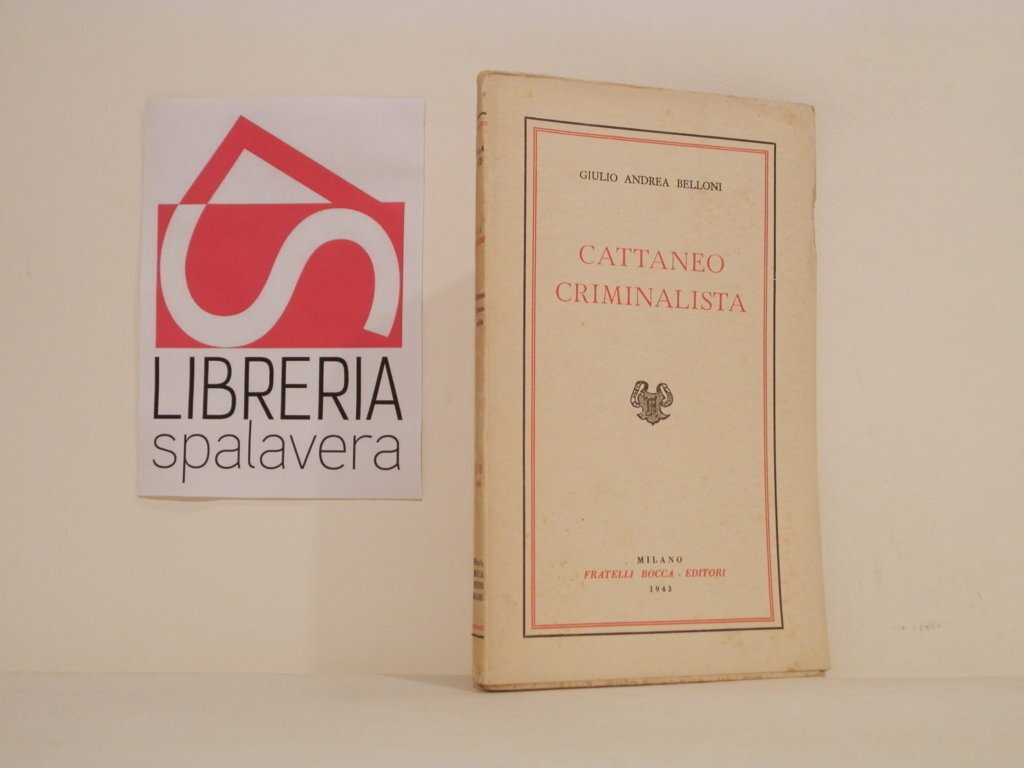 LIBRERIA
spalavera
GIULIO ANDREA BELLONI
CATTANEO
CRIMINALISTA
MILANO
FRATELLI BOCCA - EDITORI
1943